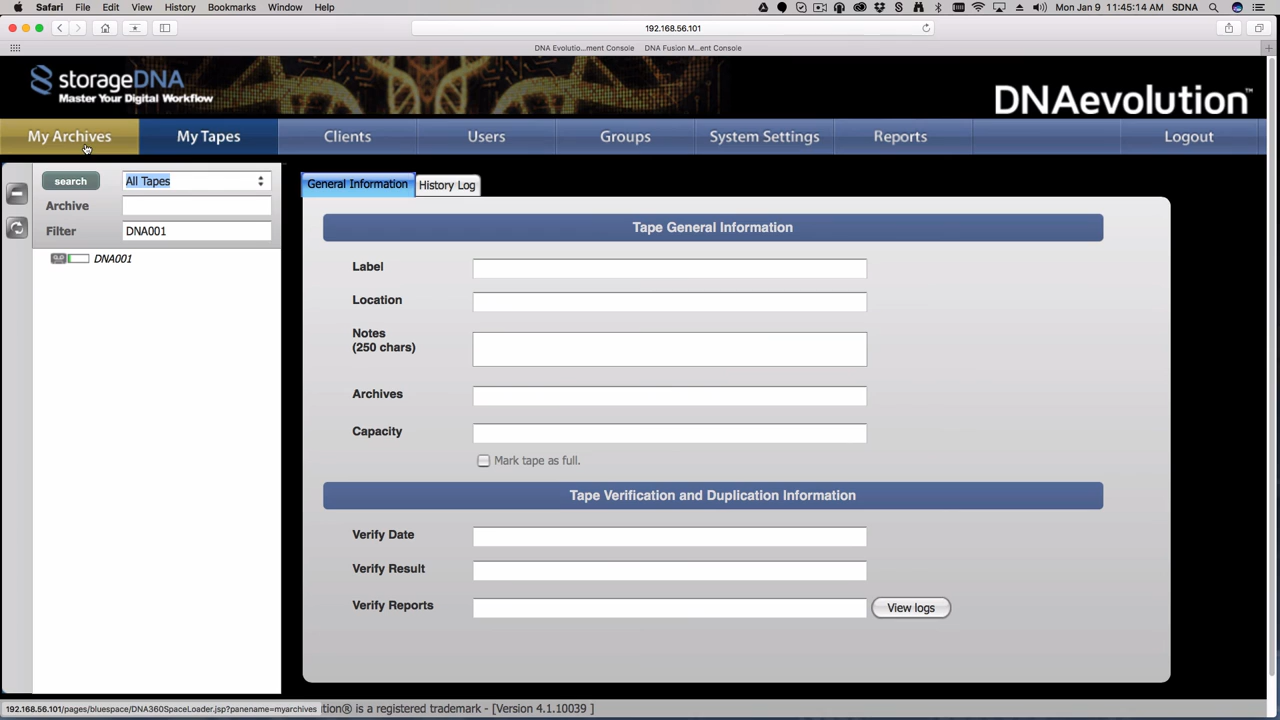 Safari File Edit View History Bookmarks Window Help Mon Jan 9 11:45:14 AM SDNA
192.168.56.101
DNA Evolutio...ment Console DNA Fusion M...ent Console
storageDNA
Master Your Digital Workflow
DNAevolution™
My Archives My Tapes Clients Users Groups System Settings Reports Logout
search All Tapes
Archive
Filter DNA001
DNA001
General Information History Log
Tape General Information
Label
Location
Notes
(250 chars)
Archives
Capacity
Mark tape as full.
Tape Verification and Duplication Information
Verify Date
Verify Result
Verify Reports View logs
192.168.56.101/pages/bluespace/DNA360SpaceLoader.jsp?panename=myarchives tion® is a registered trademark - [Version 4.1.10039 ]